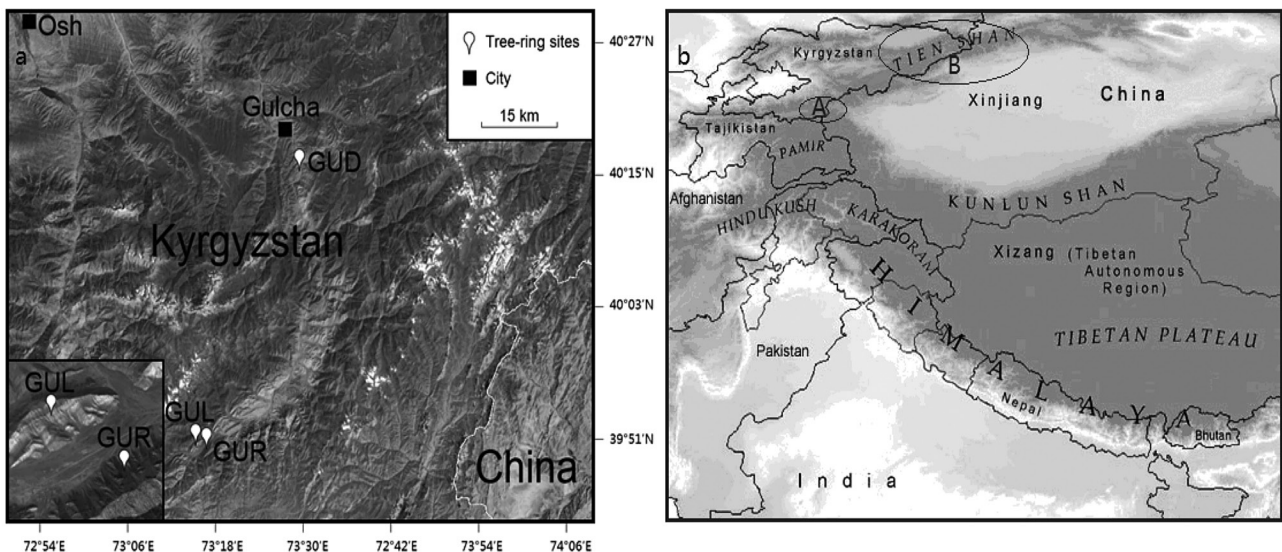 Osh
a
Tree-ring sites
City
15 km
Gulcha
GUD
Kyrgyzstan
GUL
GUR
GUL
GUR
China
40°27'N
40°15'N
40°03'N
39°51'N
72°54'E
73°06'E
73°18'E
73°30'E
72°42'E
73°54'E
74°06'E
b
Kyrgyzstan
TIEN SHAN
B
Xinjiang
China
A
Tajikistan
PAMIR
Afghanistan
HINDU KUSH
KARAKORAM
KUNLUN SHAN
Xizang (Tibetan
Autonomous
Region)
HIMALAYA
TIBETAN PLATEAU
Pakistan
Nepal
Bhutan
India